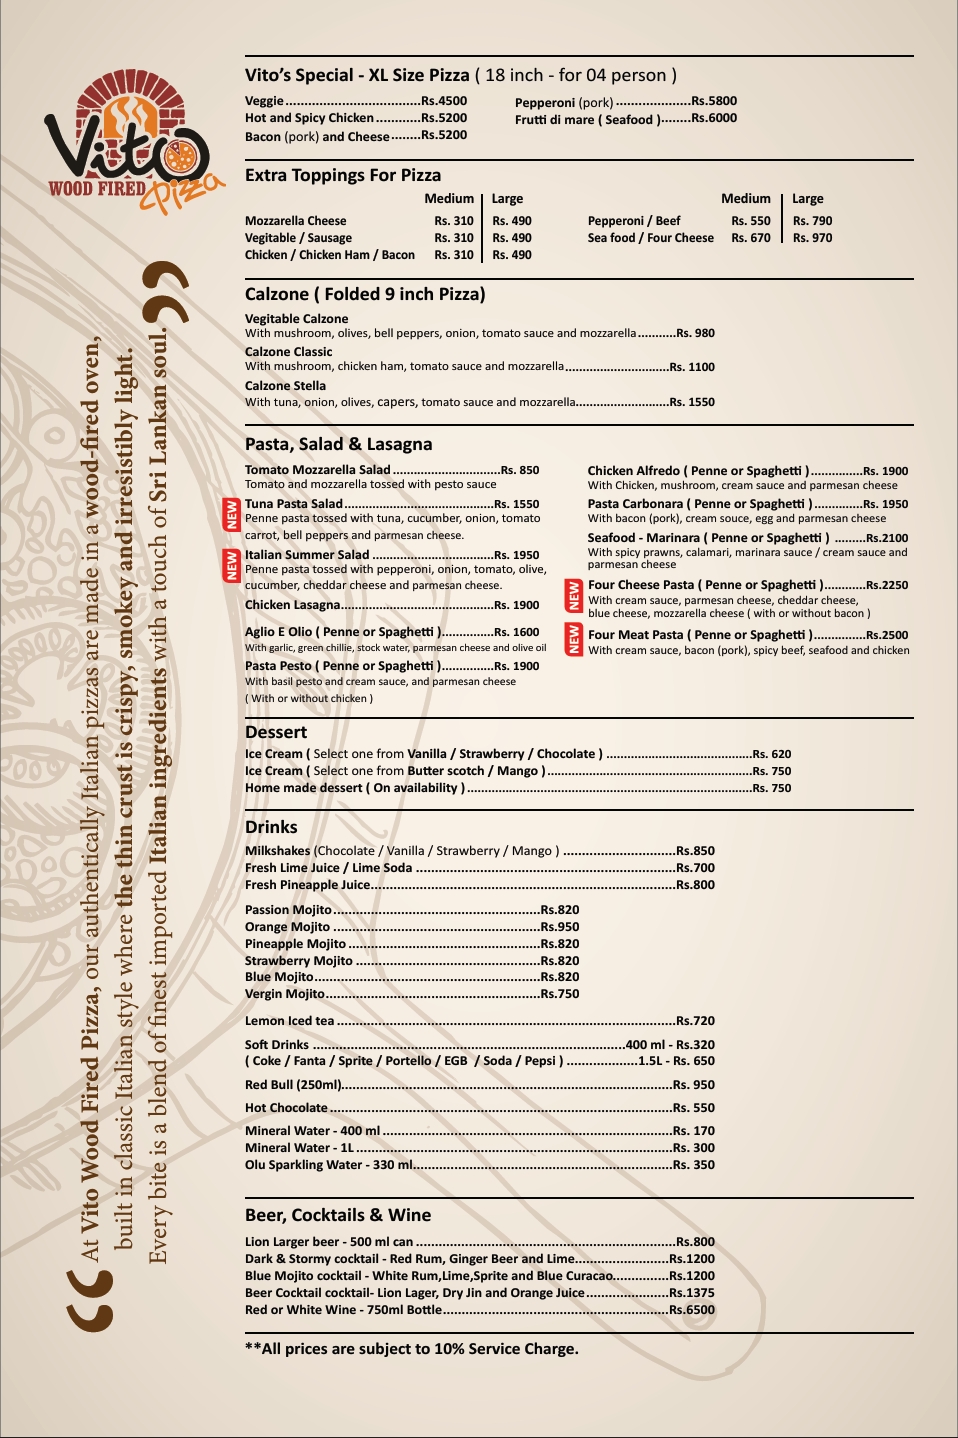 Vito
WOOD FIRED
pizza
At Vito Wood Fired Pizza, our authentically Italian pizzas are made in a wood-fired oven,
built in classic Italian style where the thin crust is crispy, smokey and irresistibly light.
Every bite is a blend of finest imported Italian ingredients with a touch of Sri Lankan soul.
Vito's Special - XL Size Pizza ( 18 inch - for 04 person )
Veggie..................................Rs.4500
Hot and Spicy Chicken............Rs.5200
Bacon (pork) and Cheese........Rs.5200
Pepperoni (pork) ...................Rs.5800
Frutti di mare ( Seafood )........Rs.6000
Extra Toppings For Pizza
Medium Large
Mozzarella Cheese Rs. 310 Rs. 490
Vegitable / Sausage Rs. 310 Rs. 490
Chicken / Chicken Ham / Bacon Rs. 310 Rs. 490
Medium Large
Pepperoni / Beef Rs. 550 Rs. 790
Sea food / Four Cheese Rs. 670 Rs. 970
Calzone ( Folded 9 inch Pizza)
Vegitable Calzone
With mushroom, olives, bell peppers, onion, tomato sauce and mozzarella..........Rs. 980
Calzone Classic
With mushroom, chicken ham, tomato sauce and mozzarella..........................Rs. 1100
Calzone Stella
With tuna, onion, olives, capers, tomato sauce and mozzarella.......................Rs. 1550
Pasta, Salad & Lasagna
Tomato Mozzarella Salad...........................Rs. 850
Tomato and mozzarella tossed with pesto sauce
NEW
Tuna Pasta Salad......................................Rs. 1550
Penne pasta tossed with tuna, cucumber, onion, tomato
carrot, bell peppers and parmesan cheese.
NEW
Italian Summer Salad...............................Rs. 1950
Penne pasta tossed with pepperoni, onion, tomato, olive,
cucumber, cheddar cheese and parmesan cheese.
Chicken Lasagna.......................................Rs. 1900
Aglio E Olio ( Penne or Spaghetti ).............Rs. 1600
With garlic, green chillie, stock water, parmesan cheese and olive oil
Pasta Pesto ( Penne or Spaghetti ).............Rs. 1900
With basil pesto and cream sauce, and parmesan cheese
( With or without chicken )
Chicken Alfredo ( Penne or Spaghetti ).............Rs. 1900
With Chicken, mushroom, cream sauce and parmesan cheese
Pasta Carbonara ( Penne or Spaghetti )............Rs. 1950
With bacon (pork), cream sauce, egg and parmesan cheese
Seafood - Marinara ( Penne or Spaghetti ) .........Rs.2100
With spicy prawns, calamari, marinara sauce / cream sauce and
parmesan cheese
NEW
Four Cheese Pasta ( Penne or Spaghetti )...........Rs.2250
With cream sauce, parmesan cheese, cheddar cheese,
blue cheese, mozzarella cheese ( with or without bacon )
NEW
Four Meat Pasta ( Penne or Spaghetti ) .............Rs.2500
With cream sauce, bacon (pork), spicy beef, seafood and chicken
Dessert
Ice Cream ( Select one from Vanilla / Strawberry / Chocolate ) ....................................Rs. 620
Ice Cream ( Select one from Butter scotch / Mango )...................................................Rs. 750
Home made dessert ( On availability ).......................................................................Rs. 750
Drinks
Milkshakes (Chocolate / Vanilla / Strawberry / Mango ) ............................Rs.850
Fresh Lime Juice / Lime Soda .................................................................Rs.700
Fresh Pineapple Juice............................................................................Rs.800
Passion Mojito....................................................Rs.820
Orange Mojito ....................................................Rs.950
Pineapple Mojito ................................................Rs.820
Strawberry Mojito ..............................................Rs.820
Blue Mojito.........................................................Rs.820
Vergin Mojito......................................................Rs.750
Lemon Iced tea .....................................................................................Rs.720
Soft Drinks ..............................................................................400 ml - Rs.320
( Coke / Fanta / Sprite / Portello / EGB / Soda / Pepsi ) ..................1.5L - Rs. 650
Red Bull (250ml)...................................................................................Rs. 950
Hot Chocolate ......................................................................................Rs. 550
Mineral Water - 400 ml .........................................................................Rs. 170
Mineral Water - 1L ................................................................................Rs. 300
Olu Sparkling Water - 330 ml.................................................................Rs. 350
Beer, Cocktails & Wine
Lion Larger beer - 500 ml can .................................................................Rs.800
Dark & Stormy cocktail - Red Rum, Ginger Beer and Lime.......................Rs.1200
Blue Mojito cocktail - White Rum,Lime,Sprite and Blue Curacao..............Rs.1200
Beer Cocktail cocktail- Lion Lager, Dry Jin and Orange Juice.....................Rs.1375
Red or White Wine - 750ml Bottle.........................................................Rs.6500
**All prices are subject to 10% Service Charge.